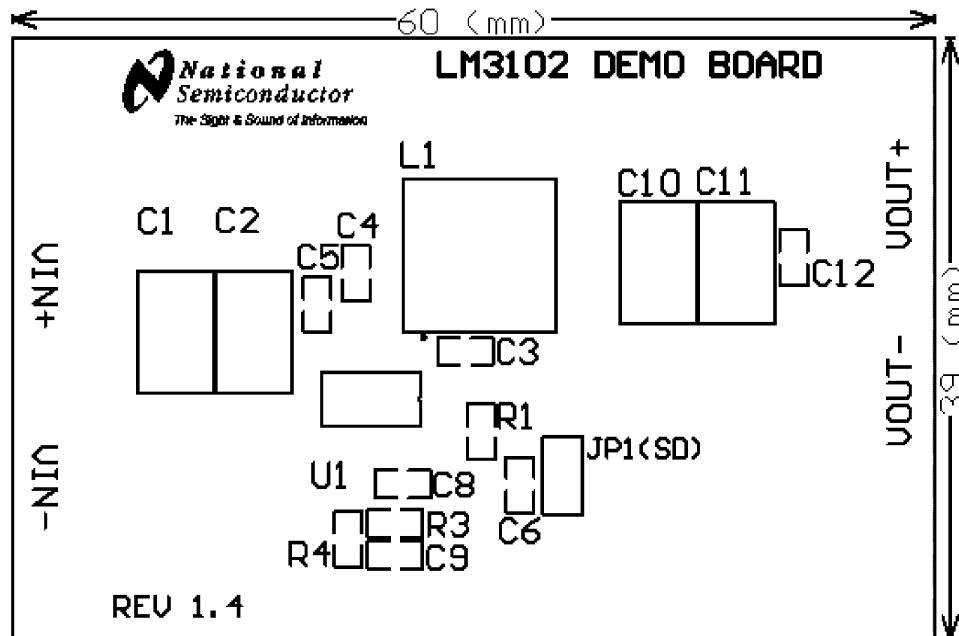 60 (mm)
National
Semiconductor
The Sight & Sound of Information
LM3102 DEMO BOARD
L1
C10 C11
VOUT+
C1 C2
C4
C5
C12
VIN+
39 (mm)
C3
VOUT-
R1
JP1(SD)
VIN-
U1
C8
C6
R3
R4
C9
REV 1.4